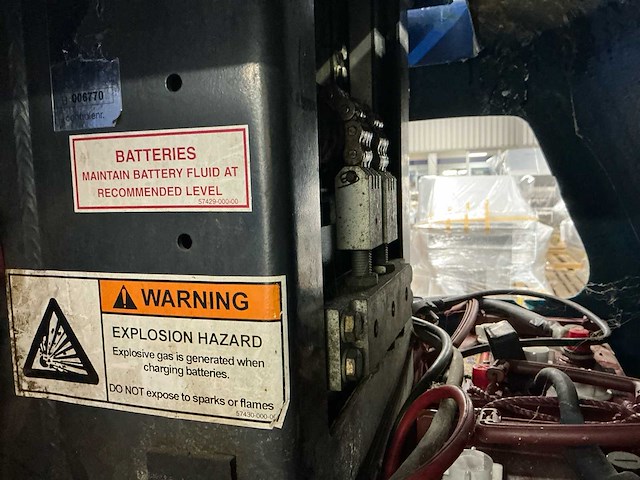 006770
BATTERIES
MAINTAIN BATTERY FLUID AT
RECOMMENDED LEVEL
57429-000-00
WARNING
EXPLOSION HAZARD
Explosive gas is generated when
charging batteries.
DO NOT expose to sparks or flames
57430-000-0